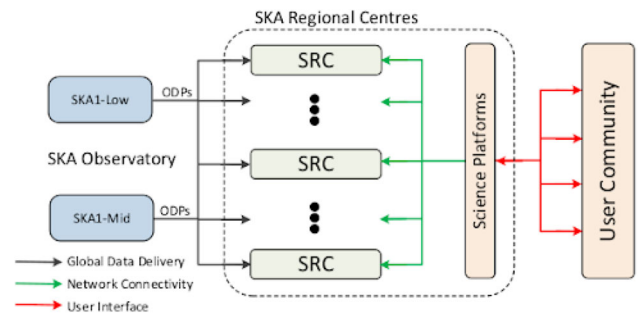 SKA Regional Centres
SRC
SKA1-Low
ODPs
SKA Observatory
SRC
SKA1-Mid
ODPs
SRC
Science Platforms
User Community
Global Data Delivery
Network Connectivity
User Interface